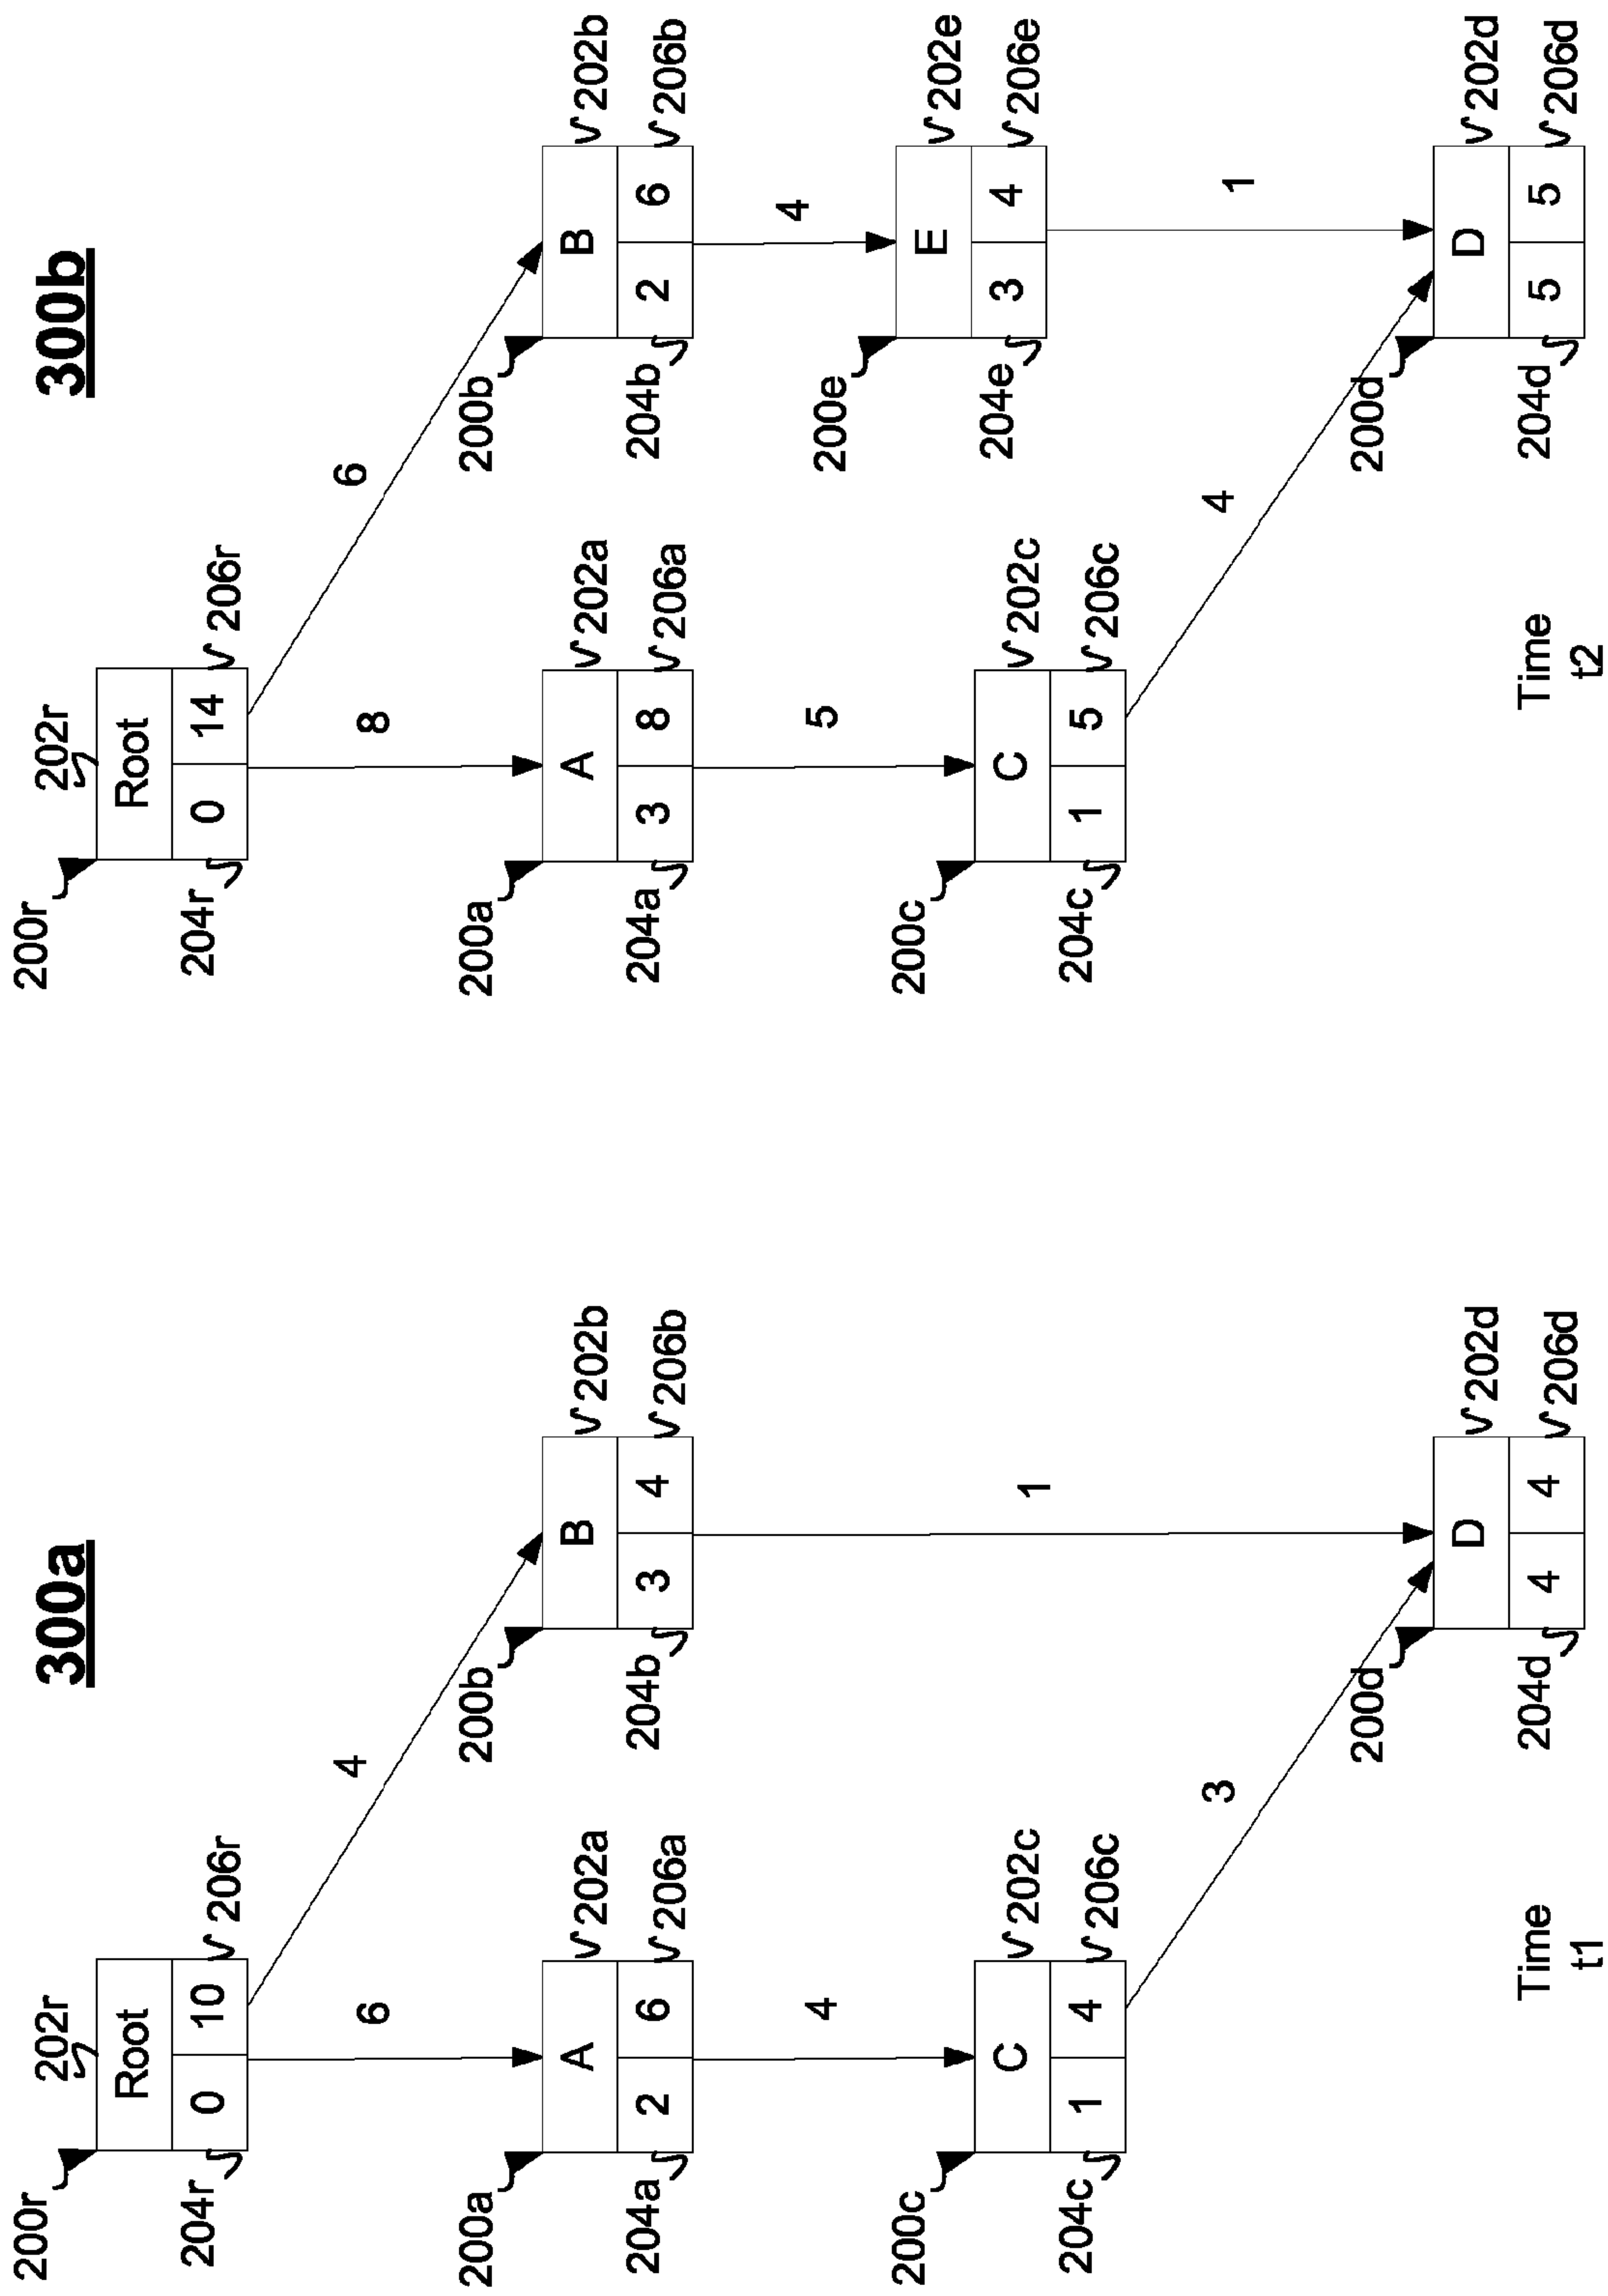 300a
202r
200r
Root
0 10
204r
206r
6
4
200a
A
202a
2 6
204a
206a
200b
B
202b
3 4
204b
206b
4
1
200c
C
202c
1 4
204c
206c
3
200d
D
202d
4 4
204d
206d
Time
t1
300b
202r
200r
Root
0 14
204r
206r
8
6
200a
A
202a
3 8
204a
206a
200b
B
202b
2 6
204b
206b
5
4
200e
E
202e
3 4
204e
206e
200c
C
202c
1 5
204c
206c
4
1
200d
D
202d
5 5
204d
206d
Time
t2